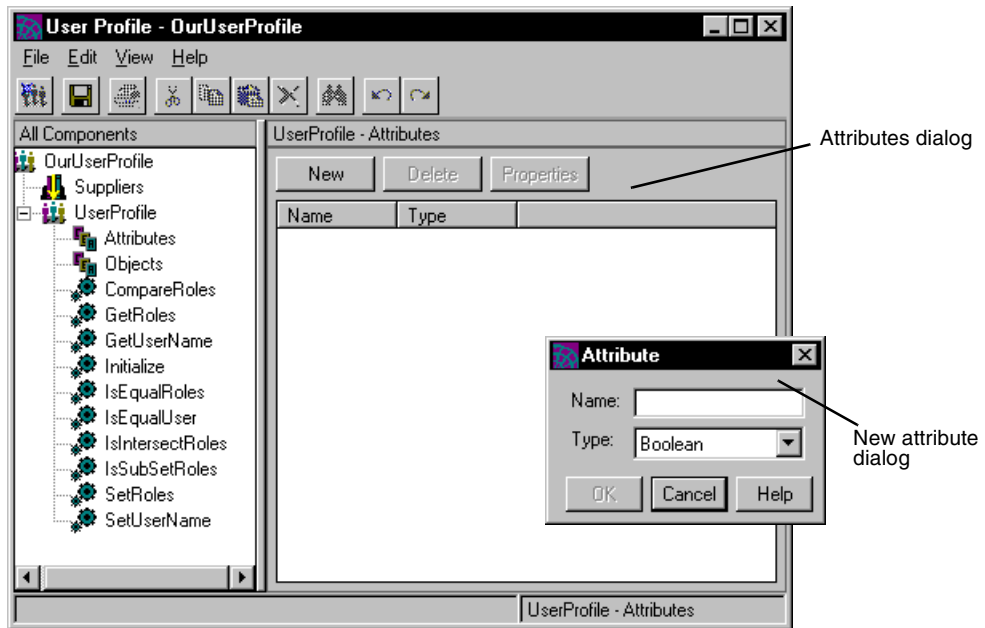 User Profile - OurUserProfile
File Edit View Help
All Components
OurUserProfile
Suppliers
UserProfile
Attributes
Objects
CompareRoles
GetRoles
GetUserName
Initialize
IsEqualRoles
IsEqualUser
IsIntersectRoles
IsSubSetRoles
SetRoles
SetUserName
UserProfile - Attributes
New Delete Properties
Name Type
Attributes dialog
Attribute
Name:
Type: Boolean
OK Cancel Help
New attribute
dialog
UserProfile - Attributes